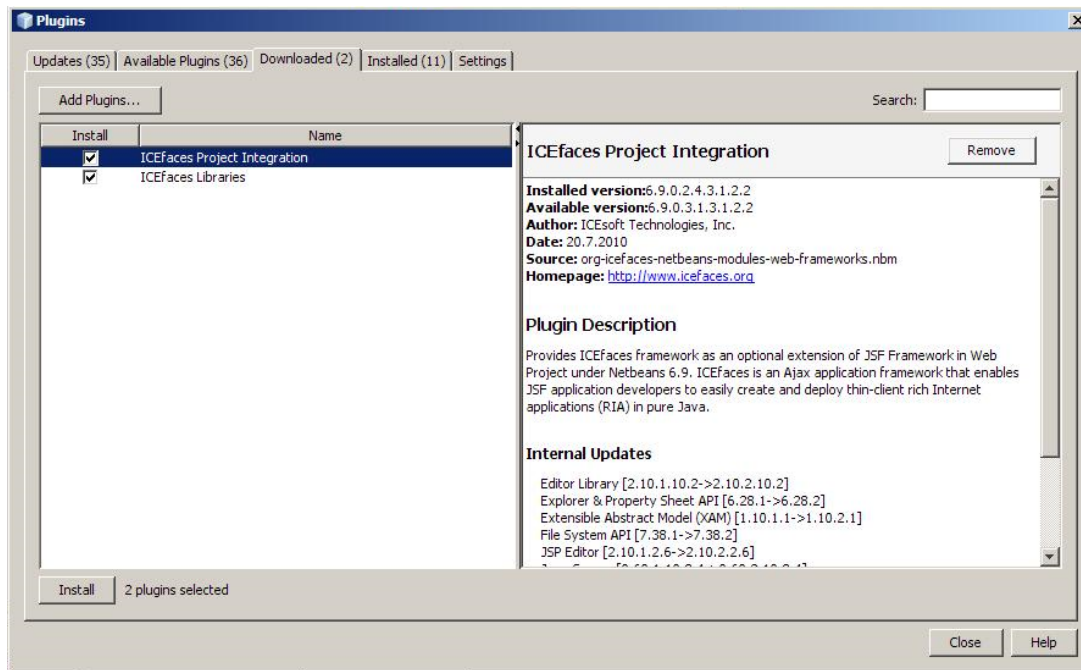 Plugins
Updates (35) Available Plugins (36) Downloaded (2) Installed (11) Settings
Add Plugins... Search:
Install Name
ICEfaces Project Integration
ICEfaces Libraries
ICEfaces Project Integration Remove
Installed version:6.9.0.2.4.3.1.2.2
Available version:6.9.0.3.1.3.1.2.2
Author: ICEsoft Technologies, Inc.
Date: 20.7.2010
Source: org-icefaces-netbeans-modules-web-frameworks.nbm
Homepage: http://www.icefaces.org
Plugin Description
Provides ICEfaces framework as an optional extension of JSF Framework in Web
Project under Netbeans 6.9. ICEfaces is an Ajax application framework that enables
JSF application developers to easily create and deploy thin-client rich Internet
applications (RIA) in pure Java.
Internal Updates
Editor Library [2.10.1.10.2->2.10.2.10.2]
Explorer & Property Sheet API [6.28.1->6.28.2]
Extensible Abstract Model (XAM) [1.10.1.1->1.10.2.1]
File System API [7.38.1->7.38.2]
JSP Editor [2.10.1.2.6->2.10.2.2.6]
Install 2 plugins selected
Close Help